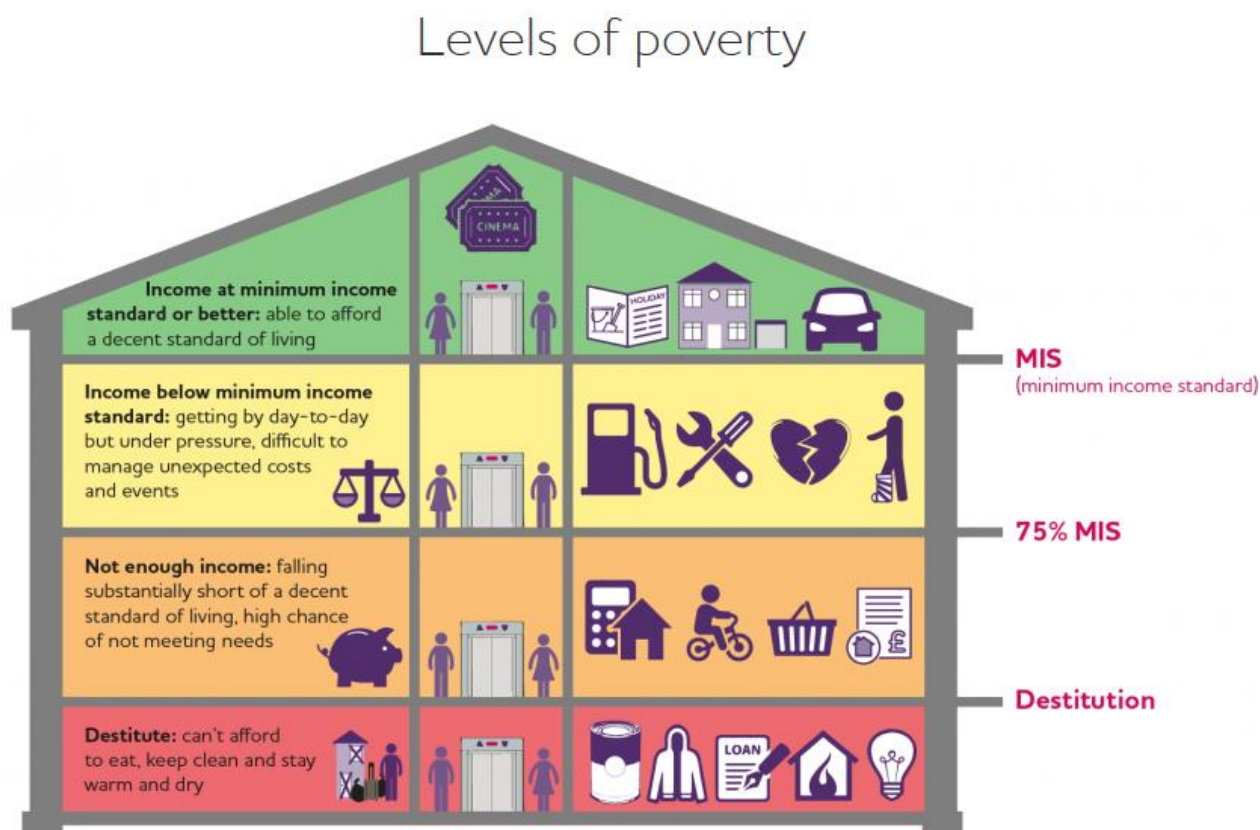 Levels of poverty
CINEMA
Income at minimum income
standard or better: able to afford
a decent standard of living
HOLIDAY
MIS
(minimum income standard)
Income below minimum income
standard: getting by day-to-day
but under pressure, difficult to
manage unexpected costs
and events
75% MIS
Not enough income: falling
substantially short of a decent
standard of living, high chance
of not meeting needs
£
Destitution
Destitute: can't afford
to eat, keep clean and stay
warm and dry
LOAN